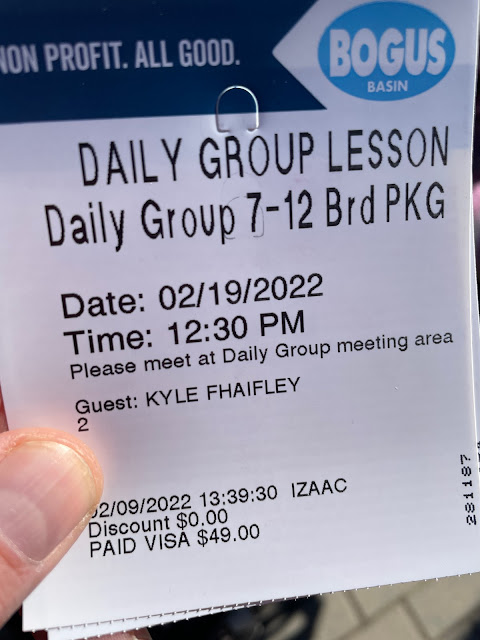 NON PROFIT. ALL GOOD.
BOGUS
BASIN
DAILY GROUP LESSON
Daily Group 7-12 Brd PKG
Date: 02/19/2022
Time: 12:30 PM
Please meet at Daily Group meeting area
Guest: KYLE FHAIFLEY
2
02/09/2022 13:39:30 IZAAC
Discount $0.00
PAID VISA $49.00
281187